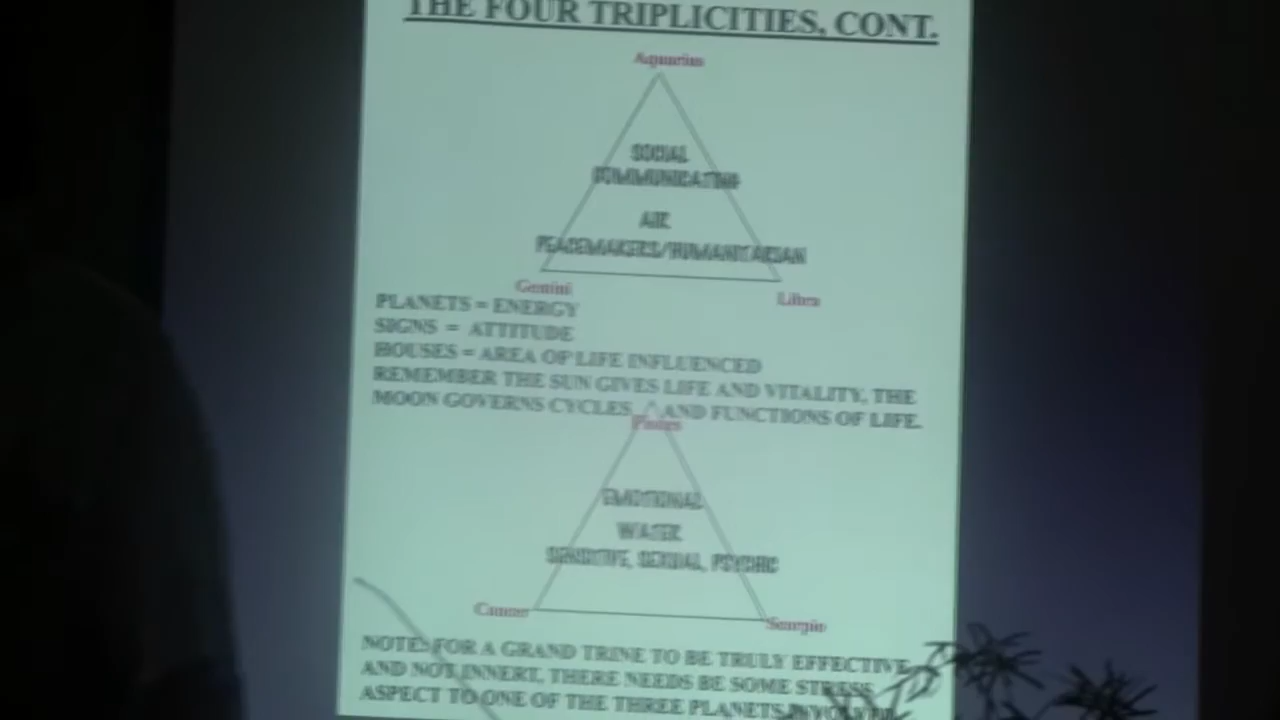 THE FOUR TRIPLICITIES, CONT.
Aquarius
SOCIAL
COMMUNICATING
AIR
PEACEMAKERS/HUMANITARIAN
Gemini
Libra
PLANETS = ENERGY
SIGNS = ATTITUDE
HOUSES = AREA OF LIFE INFLUENCED
REMEMBER THE SUN GIVES LIFE AND VITALITY, THE
MOON GOVERNS CYCLES AND FUNCTIONS OF LIFE.
Pisces
EMOTIONAL
WATER
SENSITIVE, SEXUAL, PSYCHIC
Cancer
Scorpio
NOTE: FOR A GRAND TRINE TO BE TRULY EFFECTIVE
AND NOT INNERT, THERE NEEDS BE SOME STRESS
ASPECT TO ONE OF THE THREE PLANETS INVOLVED